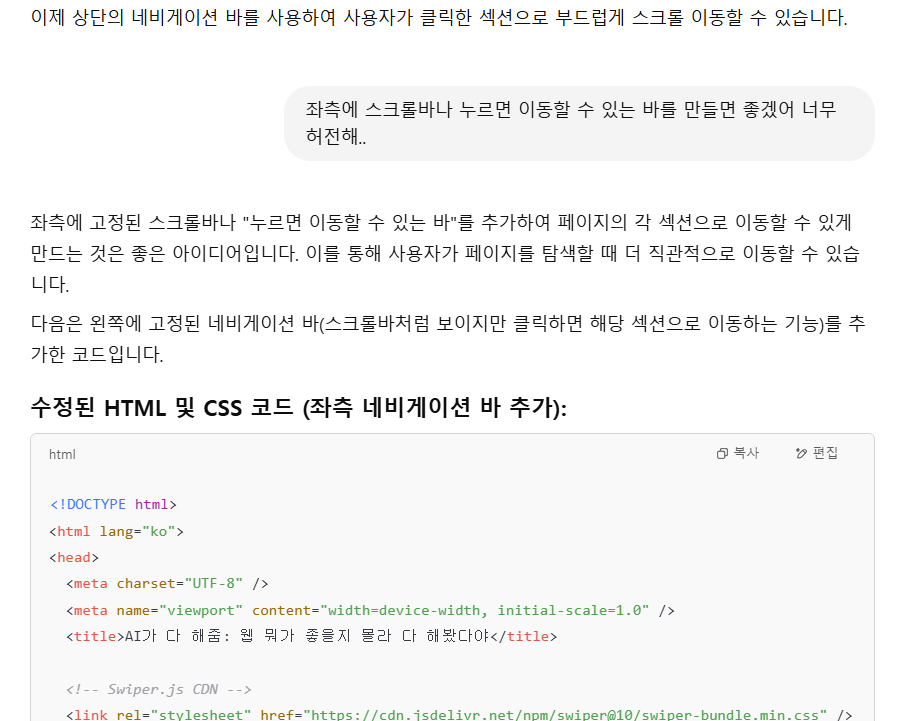 이제 상단의 네비게이션 바를 사용하여 사용자가 클릭한 섹션으로 부드럽게 스크롤 이동할 수 있습니다.
좌측에 스크롤바나 누르면 이동할 수 있는 바를 만들면 좋겠어 너무
허전해..
좌측에 고정된 스크롤바나 "누르면 이동할 수 있는 바"를 추가하여 페이지의 각 섹션으로 이동할 수 있게
만드는 것은 좋은 아이디어입니다. 이를 통해 사용자가 페이지를 탐색할 때 더 직관적으로 이동할 수 있습
니다.
다음은 왼쪽에 고정된 네비게이션 바(스크롤바처럼 보이지만 클릭하면 해당 섹션으로 이동하는 기능)를 추
가한 코드입니다.
수정된 HTML 및 CSS 코드 (좌측 네비게이션 바 추가):
html 복사 편집
<!DOCTYPE html>
<html lang="ko">
<head>
<meta charset="UTF-8" />
<meta name="viewport" content="width=device-width, initial-scale=1.0" />
<title>AI가 다 해줌: 웹 뭐가 좋을지 몰라 다 해봤다야</title>
<!-- Swiper.js CDN -->
<link rel="stylesheet" href="https://cdn.jsdelivr.net/npm/swiper@10/swiper-bundle.min.css" />